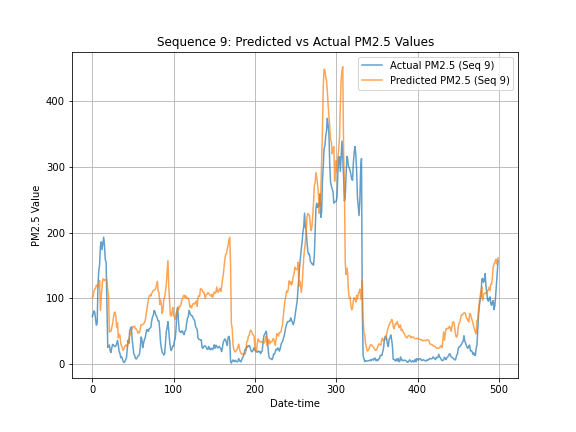 Sequence 9: Predicted vs Actual PM2.5 Values
Actual PM2.5 (Seq 9)
Predicted PM2.5 (Seq 9)
PM2.5 Value
400
300
200
100
0
0 100 200 300 400 500
Date-time